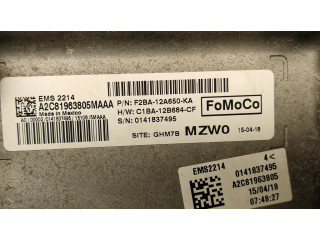 EMS 2214
A2C81963805MAAA
Made in Mexico
P/N: F2BA-12A650-KA
H/W: C1BA-12B684-CF
S/N: 0141837495
FoMoCo
SITE: GHM7B
MZW0
15-04-18
EMS2214
4<
0141837495
A2C81963805
15/04/18
07:48:27